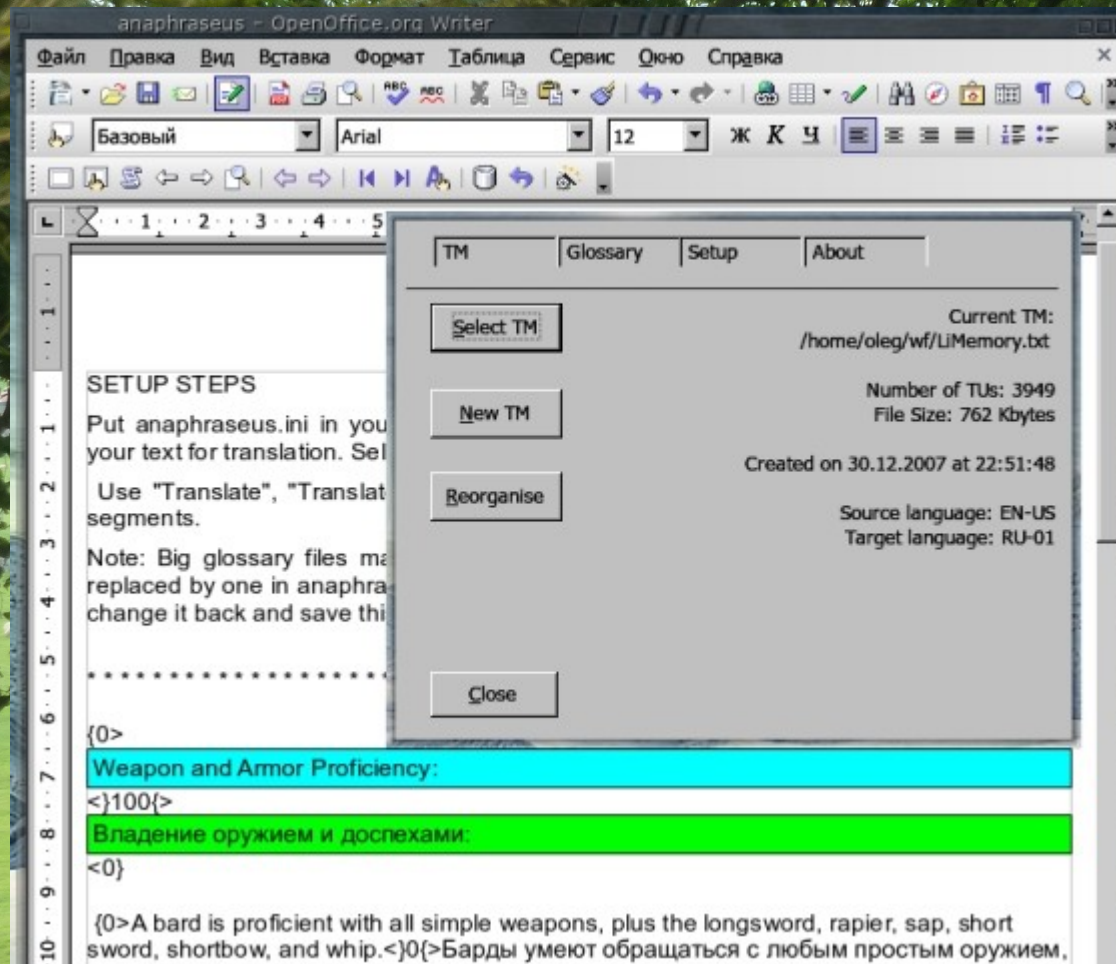 anaphraseus - OpenOffice.org Writer
Файл Правка Вид Вставка Формат Таблица Сервис Окно Справка
Базовый Arial 12 Ж К Ч
1 2 3 4 5
TM Glossary Setup About
Select TM
Current TM:
/home/oleg/wf/LiMemory.txt
New TM
Number of TUs: 3949
File Size: 762 Kbytes
Created on 30.12.2007 at 22:51:48
Reorganise
Source language: EN-US
Target language: RU-01
Close
SETUP STEPS
Put anaphraseus.ini in you
your text for translation. Sel
Use "Translate", "Translat
segments.
Note: Big glossary files ma
replaced by one in anaphra
change it back and save thi
* * * * * * * * * * * * * * * * * * *
{0>
Weapon and Armor Proficiency:
<}100{>
Владение оружием и доспехами:
<0}
{0>A bard is proficient with all simple weapons, plus the longsword, rapier, sap, short
sword, shortbow, and whip.<}0{>Барды умеют обращаться с любым простым оружием,